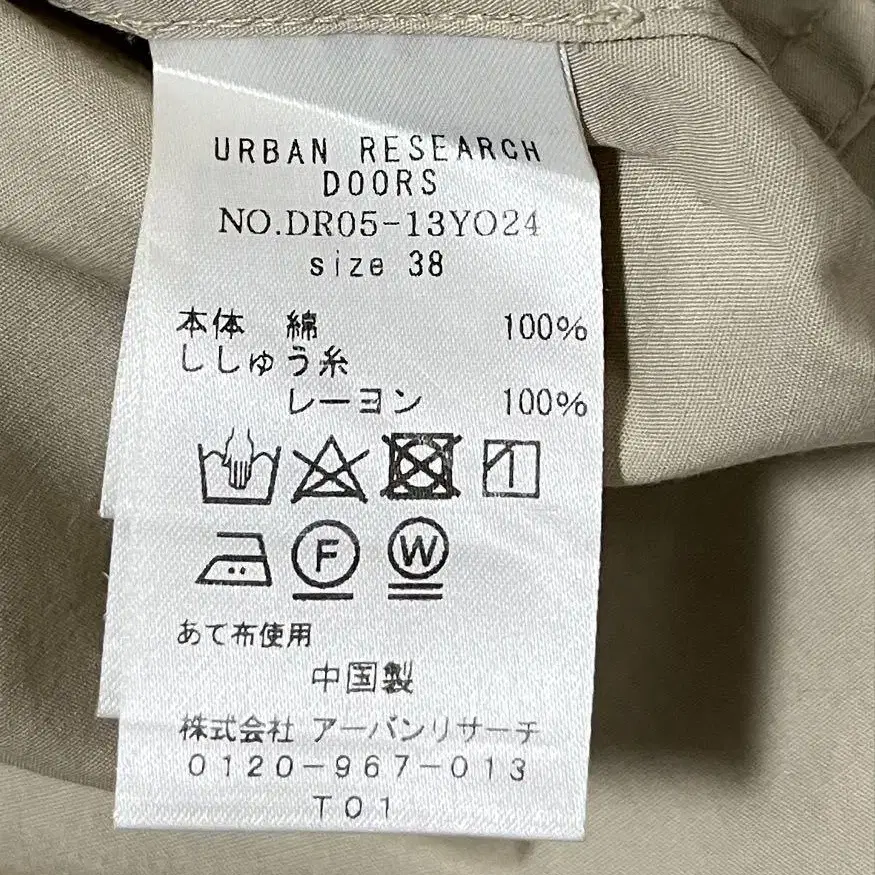 URBAN RESEARCH
DOORS
NO.DR05-13YO24
size 38
本体 綿 100%
ししゅう糸
レーヨン 100%
F W
あて布使用
中国製
株式会社 アーバンリサーチ
0120-967-013
T01